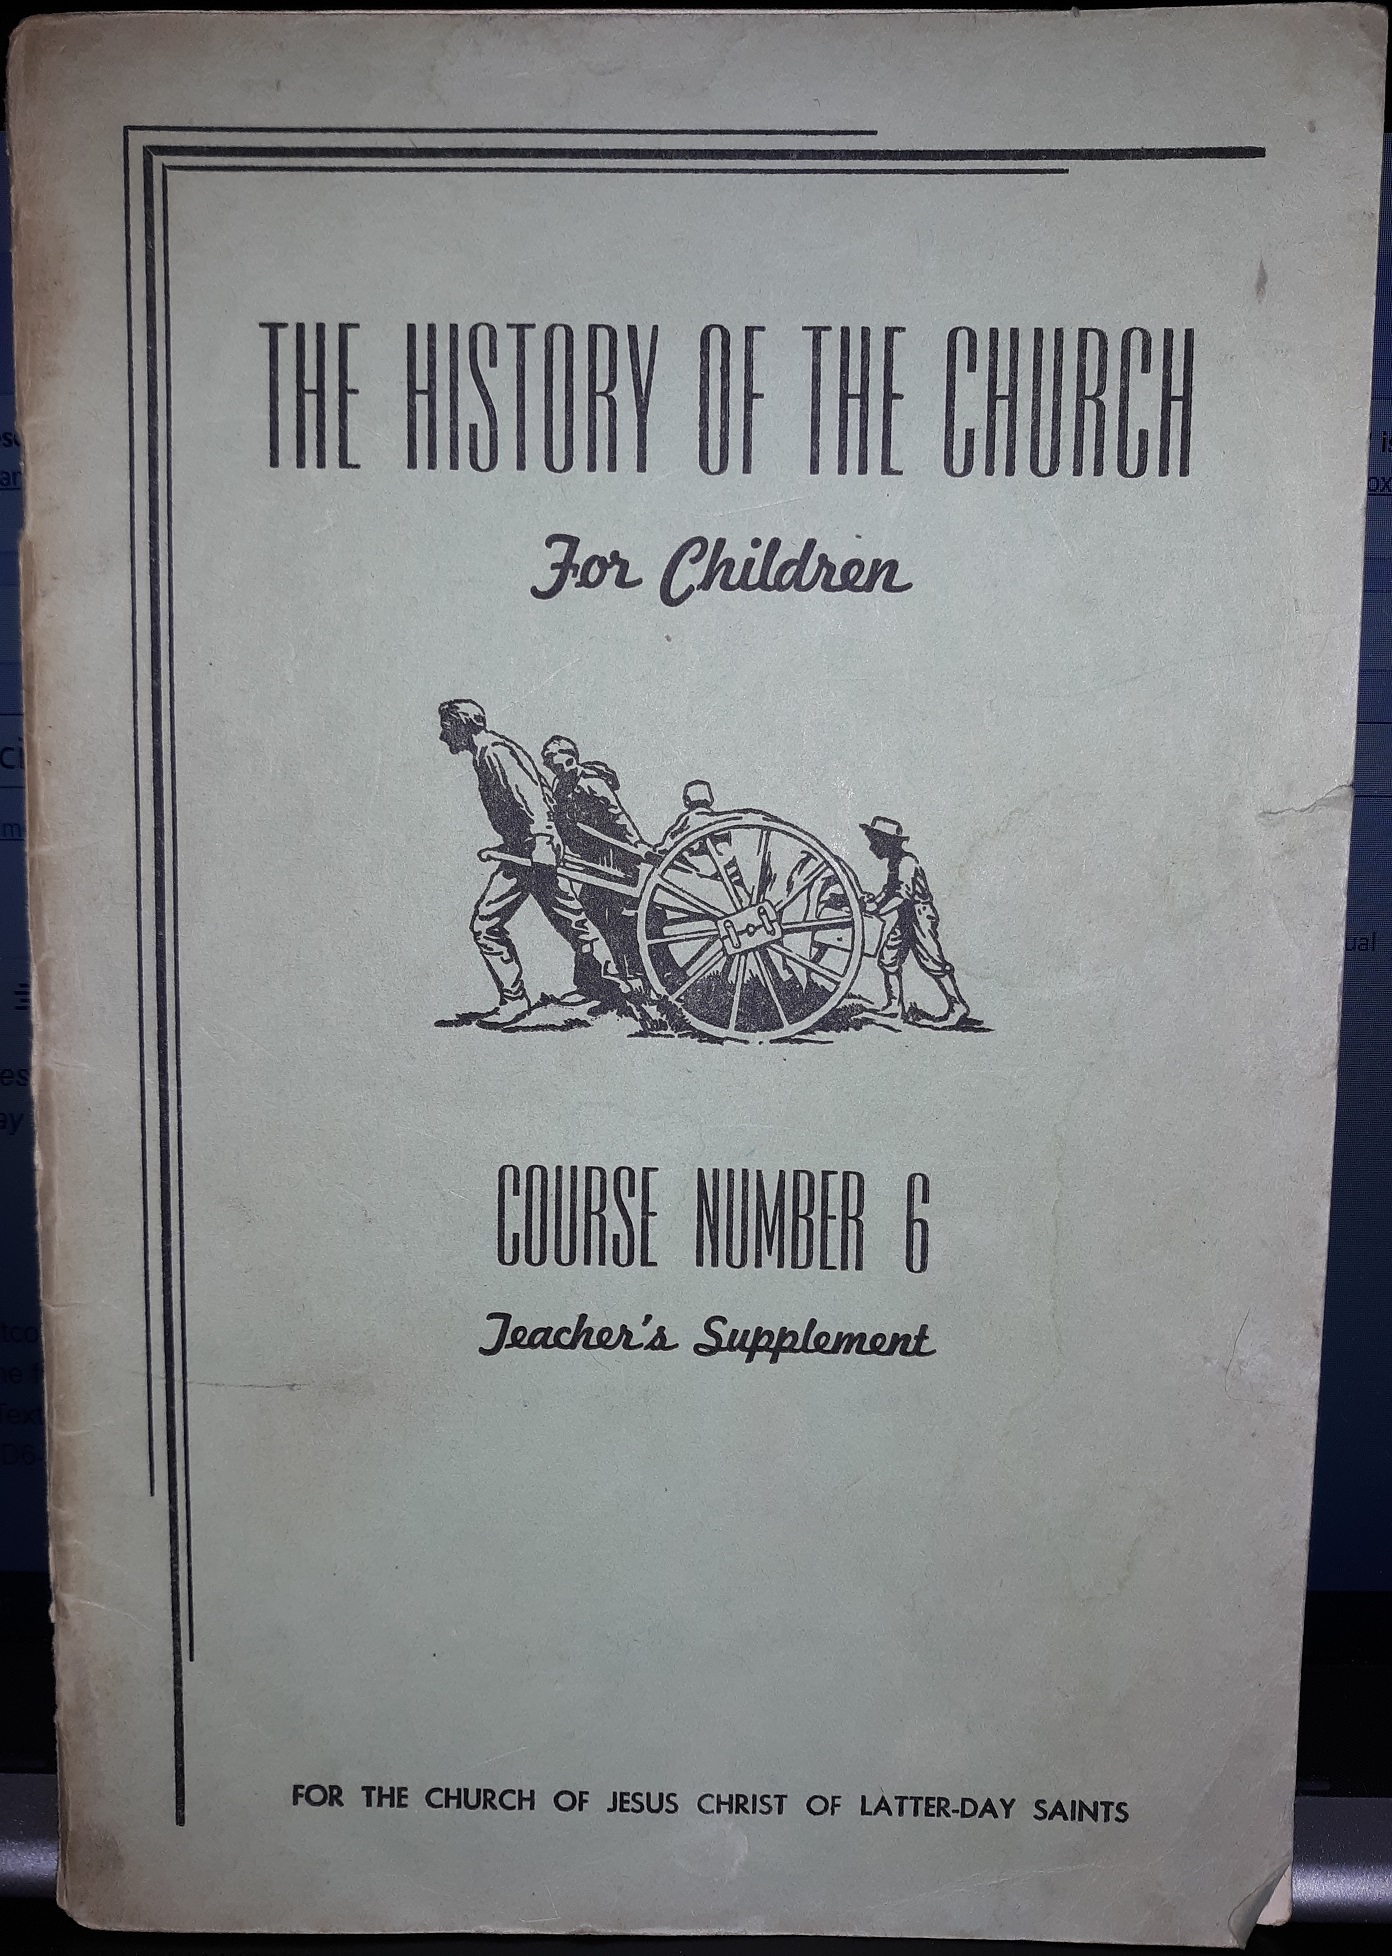 THE HISTORY OF THE CHURCH
For Children
COURSE NUMBER 6
Teacher's Supplement
FOR THE CHURCH OF JESUS CHRIST OF LATTER-DAY SAINTS